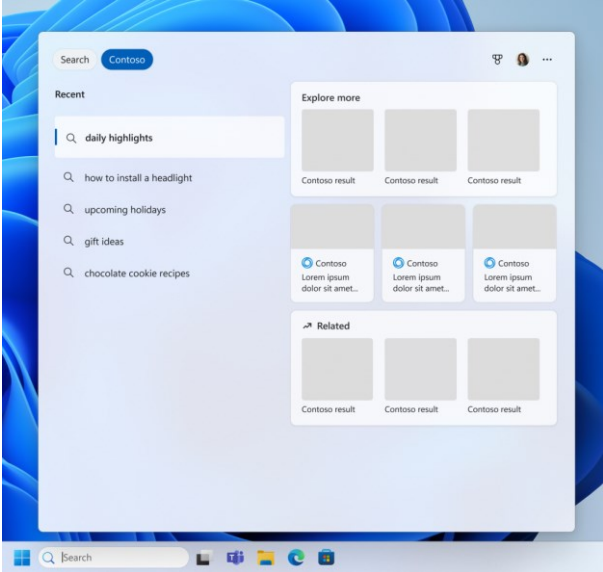 Search
Contoso
Recent
daily highlights
how to install a headlight
upcoming holidays
gift ideas
chocolate cookie recipes
Explore more
Contoso result
Contoso result
Contoso result
Contoso
Lorem ipsum
dolor sit amet...
Contoso
Lorem ipsum
dolor sit amet...
Contoso
Lorem ipsum
dolor sit amet...
Related
Contoso result
Contoso result
Contoso result
Search